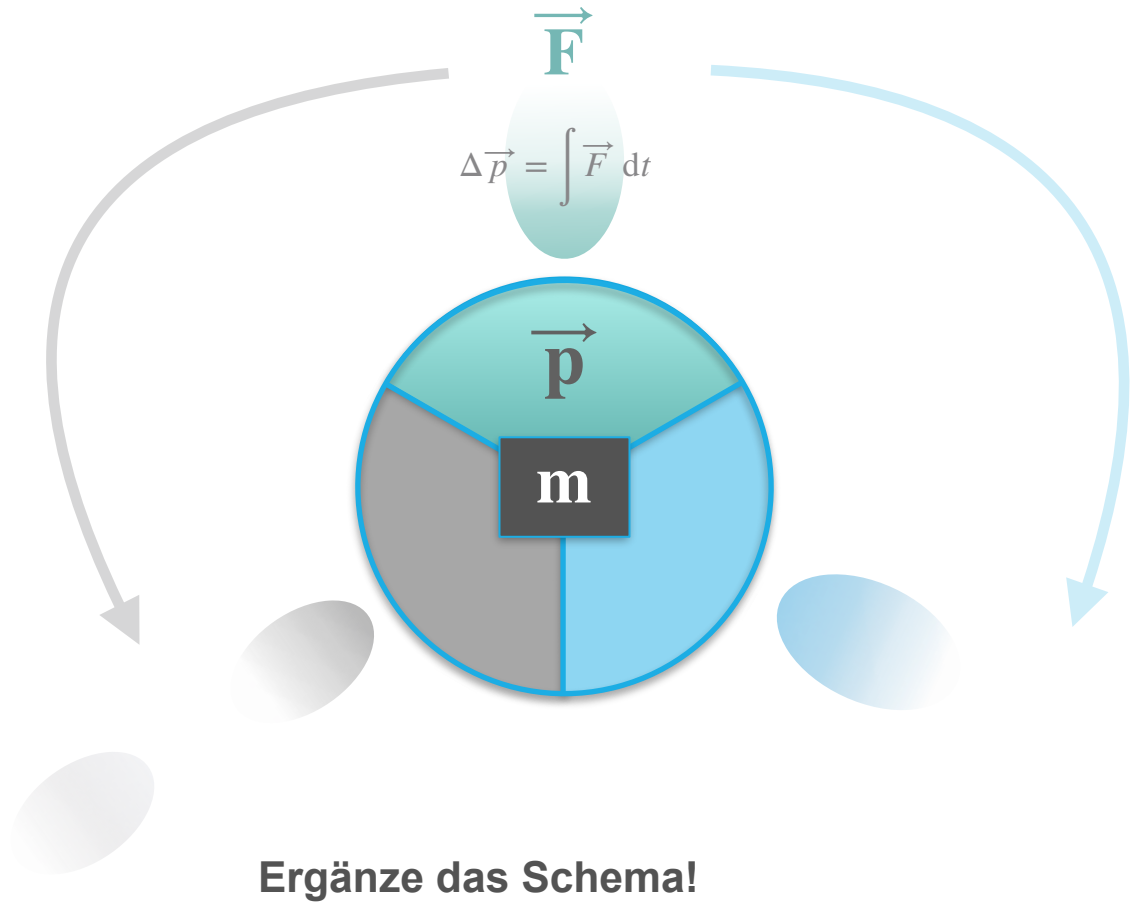 F⃗
Δp⃗ = ∫ F⃗ dt
p⃗
m
Ergänze das Schema!